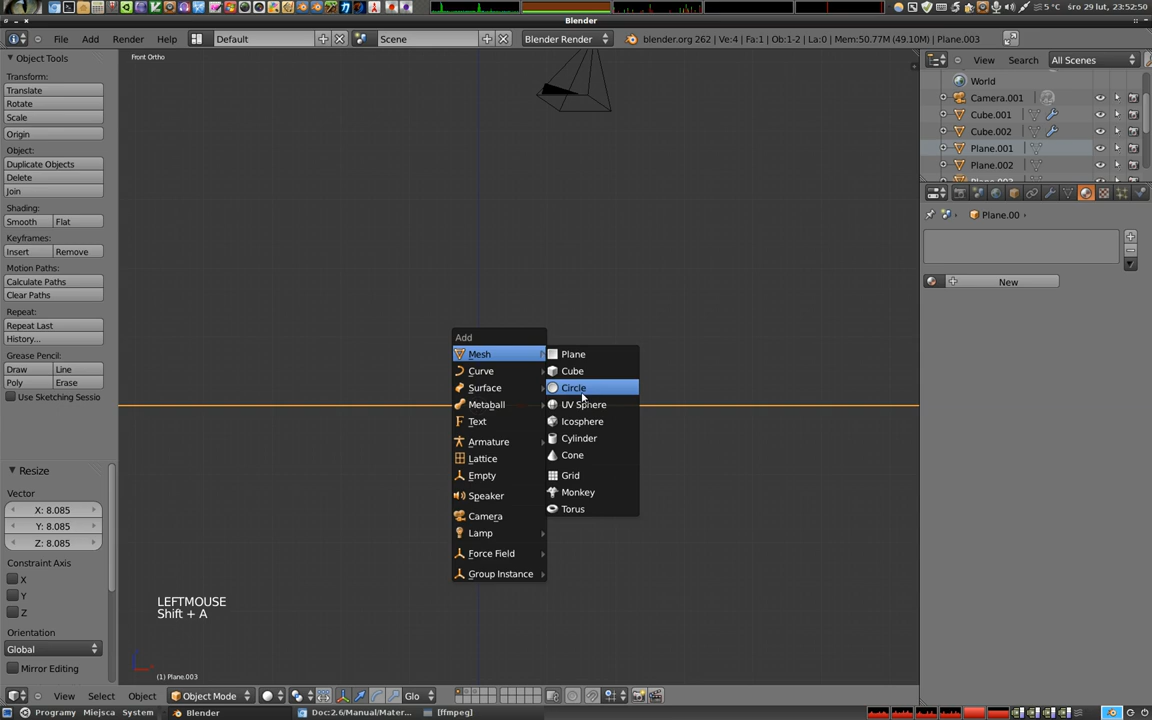 5 °C śro 29 lut, 23:52:50
Blender
File Add Render Help Default Scene Blender Render blender.org 262 | Ve:4 | Fa:1 | Ob:1-2 | La:0 | Mem:50.77M (49.10M) | Plane.003
Object Tools
Transform:
Translate
Rotate
Scale
Origin
Object:
Duplicate Objects
Delete
Join
Shading:
Smooth Flat
Keyframes:
Insert Remove
Motion Paths:
Calculate Paths
Clear Paths
Repeat:
Repeat Last
History...
Grease Pencil:
Draw Line
Poly Erase
Use Sketching Sessio
Resize
Vector
X: 8.085
Y: 8.085
Z: 8.085
Constraint Axis
X
Y
Z
Orientation
Global
Mirror Editing
Front Ortho
Add
Mesh
Curve
Surface
Metaball
Text
Armature
Lattice
Empty
Speaker
Camera
Lamp
Force Field
Group Instance
Plane
Cube
Circle
UV Sphere
Icosphere
Cylinder
Cone
Grid
Monkey
Torus
LEFTMOUSE
Shift + A
(1) Plane.003
View Search All Scenes
World
Camera.001
Cube.001
Cube.002
Plane.001
Plane.002
Plane.00
New
View Select Object Object Mode Glo
Programy Miejsca System Blender Doc:2.6/Manual/Mater... [ffmpeg]